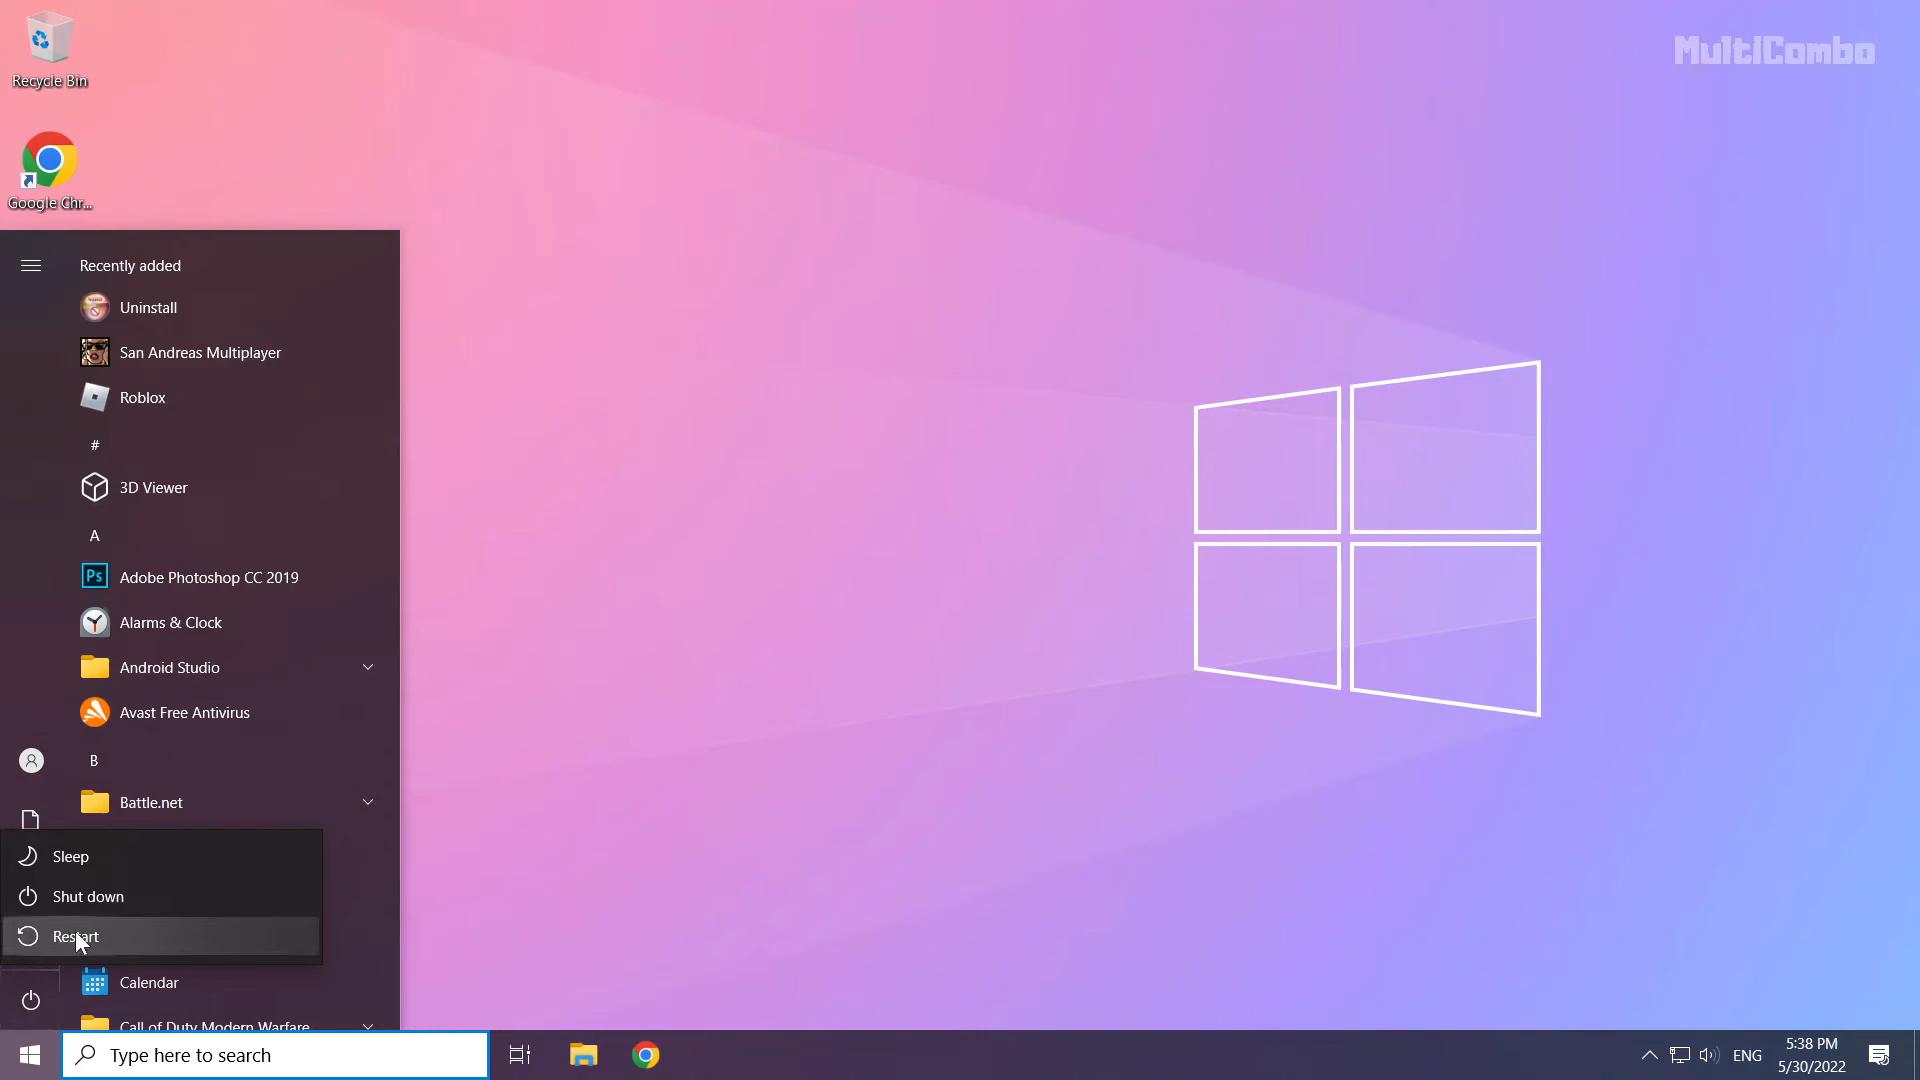 Recycle Bin
MultiCombo
Google Chr...
Recently added
Uninstall
San Andreas Multiplayer
Roblox
#
3D Viewer
A
Ps
Adobe Photoshop CC 2019
Alarms & Clock
Android Studio
Avast Free Antivirus
B
Battle.net
Sleep
Shut down
Restart
Calendar
Call of Duty Modern Warfare
Type here to search
ENG
5:38 PM
5/30/2022